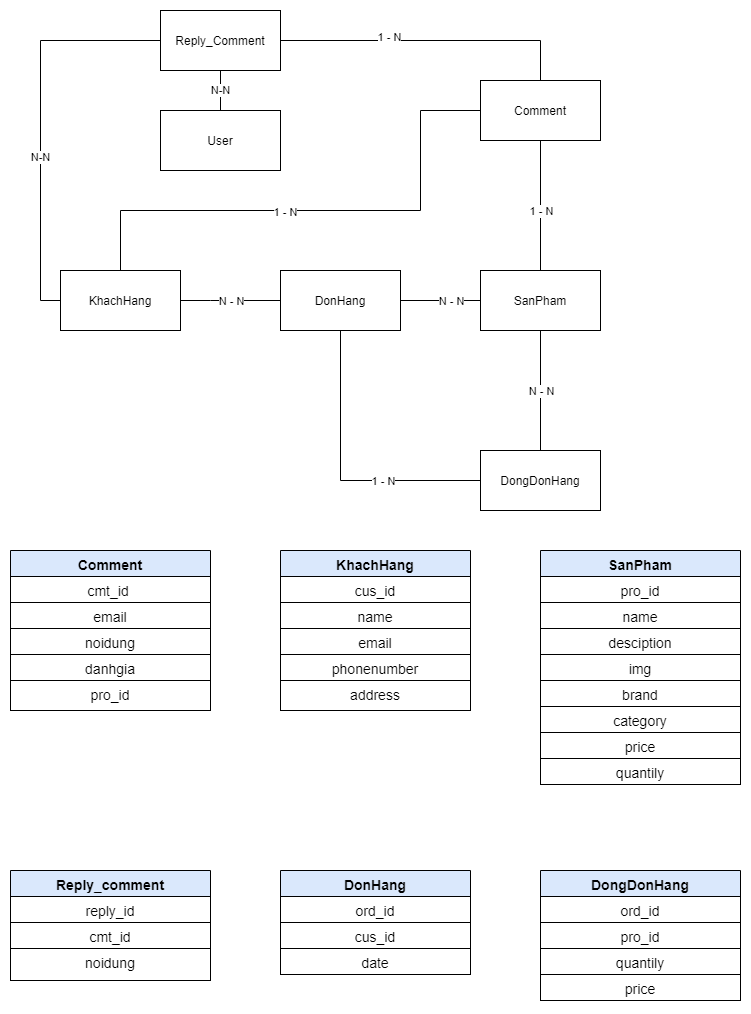 Reply_Comment
1 - N
N-N
Comment
User
N-N
1 - N
1 - N
KhachHang
N - N
DonHang
N - N
SanPham
N - N
1 - N
DongDonHang
Comment
cmt_id
email
noidung
danhgia
pro_id
KhachHang
cus_id
name
email
phonenumber
address
SanPham
pro_id
name
desciption
img
brand
category
price
quantily
Reply_comment
reply_id
cmt_id
noidung
DonHang
ord_id
cus_id
date
DongDonHang
ord_id
pro_id
quantily
price